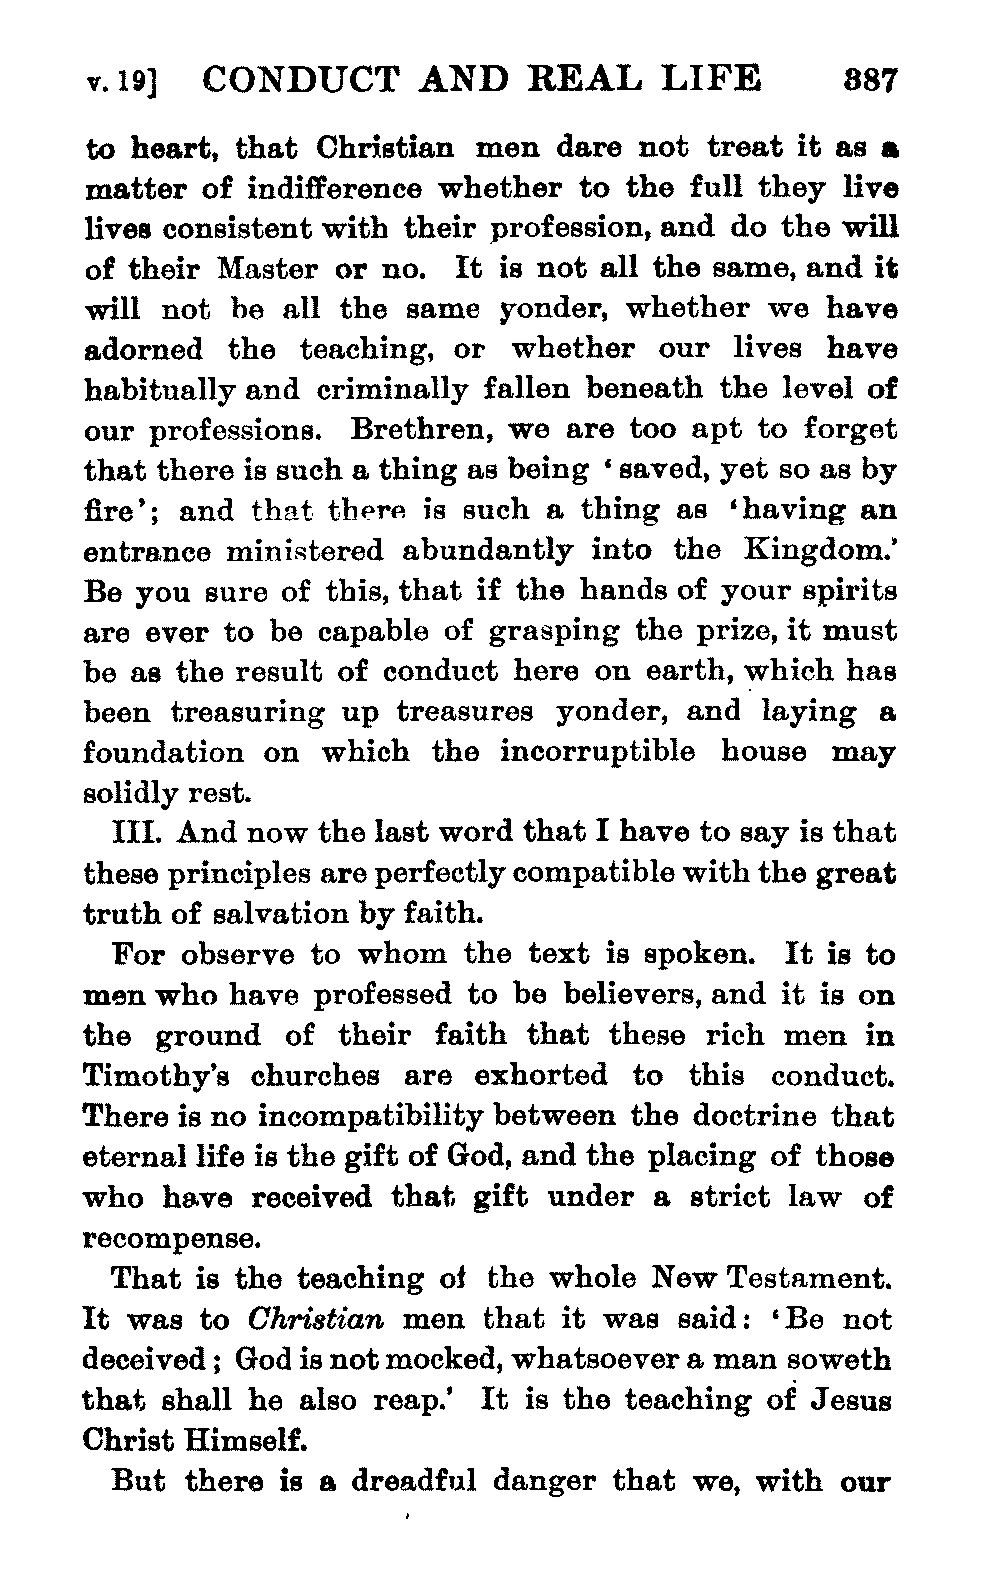 v. 19] CONDUCT AND REAL LIFE 387
to heart, that Christian men dare not treat it as a
matter of indifference whether to the full they live
lives consistent with their profession, and do the will
of their Master or no. It is not all the same, and it
will not be all the same yonder, whether we have
adorned the teaching, or whether our lives have
habitually and criminally fallen beneath the level of
our professions. Brethren, we are too apt to forget
that there is such a thing as being ‘saved, yet so as by
fire’; and that there is such a thing as ‘having an
entrance ministered abundantly into the Kingdom.’
Be you sure of this, that if the hands of your spirits
are ever to be capable of grasping the prize, it must
be as the result of conduct here on earth, which has
been treasuring up treasures yonder, and laying a
foundation on which the incorruptible house may
solidly rest.
III. And now the last word that I have to say is that
these principles are perfectly compatible with the great
truth of salvation by faith.
For observe to whom the text is spoken. It is to
men who have professed to be believers, and it is on
the ground of their faith that these rich men in
Timothy’s churches are exhorted to this conduct.
There is no incompatibility between the doctrine that
eternal life is the gift of God, and the placing of those
who have received that gift under a strict law of
recompense.
That is the teaching of the whole New Testament.
It was to Christian men that it was said: ‘Be not
deceived; God is not mocked, whatsoever a man soweth
that shall he also reap.’ It is the teaching of Jesus
Christ Himself.
But there is a dreadful danger that we, with our